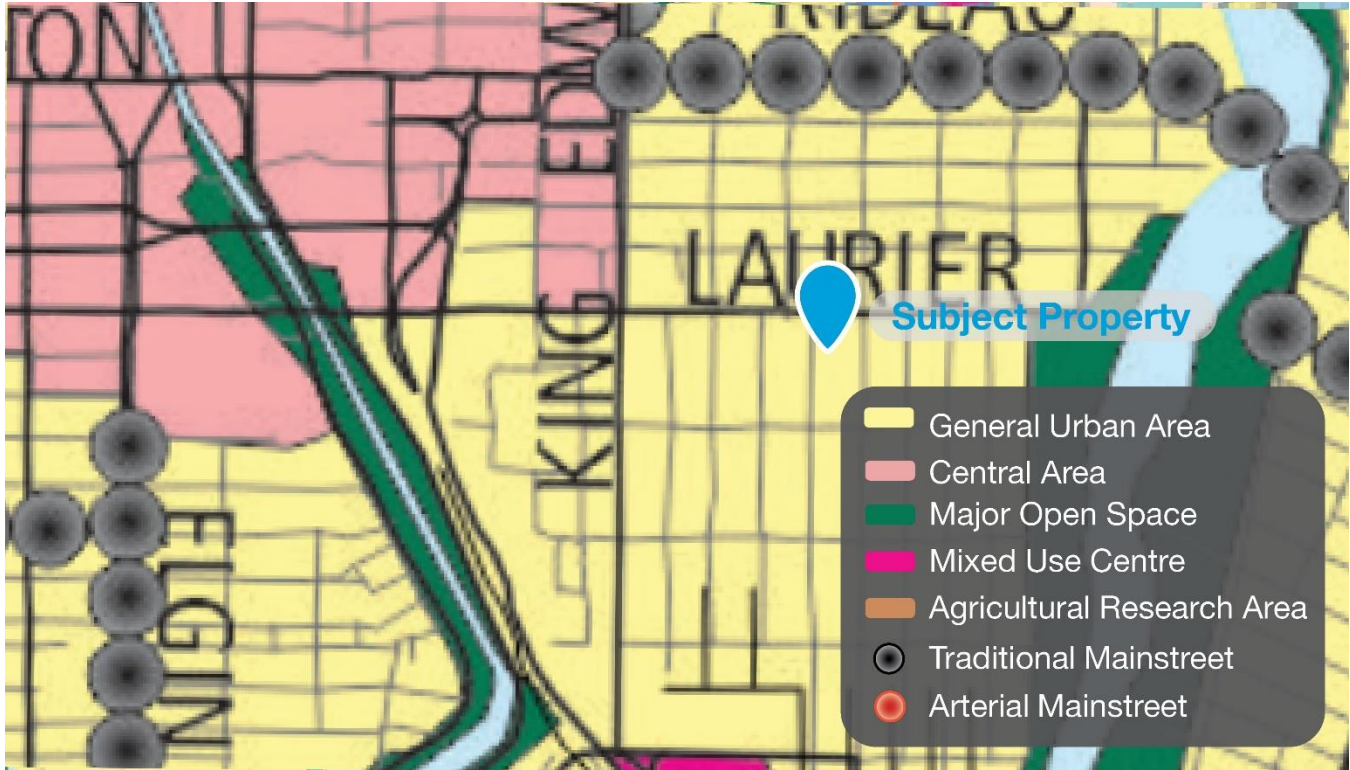 TON
RIDEAU
KING EDW
LAURIER
Subject Property
ELGIN
General Urban Area
Central Area
Major Open Space
Mixed Use Centre
Agricultural Research Area
Traditional Mainstreet
Arterial Mainstreet